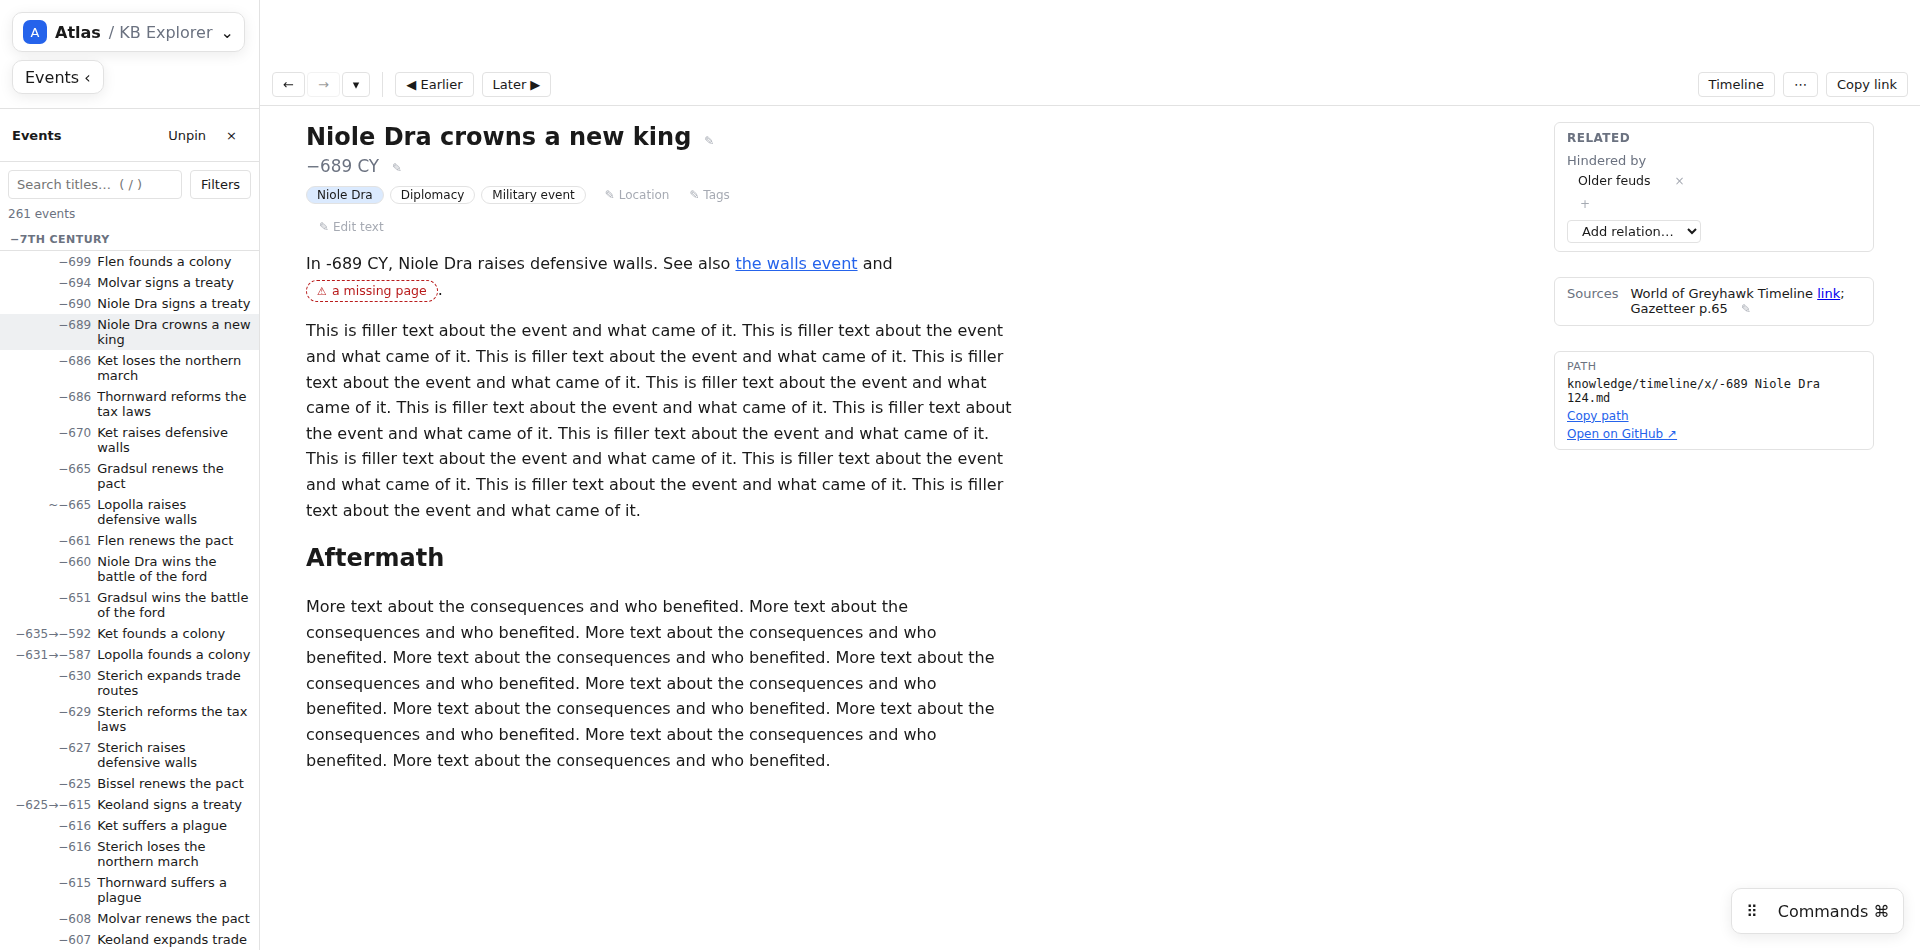 A Atlas / KB Explorer ⌄
Events ‹
← → ▾ ◀ Earlier Later ▶ Timeline ⋯ Copy link
Events Unpin ×
Search titles… ( / ) Filters
261 events
−7TH CENTURY
−699 Flen founds a colony
−694 Molvar signs a treaty
−690 Niole Dra signs a treaty
−689 Niole Dra crowns a new
king
−686 Ket loses the northern
march
−686 Thornward reforms the
tax laws
−670 Ket raises defensive
walls
−665 Gradsul renews the
pact
~−665 Lopolla raises
defensive walls
−661 Flen renews the pact
−660 Niole Dra wins the
battle of the ford
−651 Gradsul wins the battle
of the ford
−635→−592 Ket founds a colony
−631→−587 Lopolla founds a colony
−630 Sterich expands trade
routes
−629 Sterich reforms the tax
laws
−627 Sterich raises
defensive walls
−625 Bissel renews the pact
−625→−615 Keoland signs a treaty
−616 Ket suffers a plague
−616 Sterich loses the
northern march
−615 Thornward suffers a
plague
−608 Molvar renews the pact
−607 Keoland expands trade
Niole Dra crowns a new king ✎
−689 CY ✎
Niole Dra Diplomacy Military event ✎ Location ✎ Tags
✎ Edit text
In -689 CY, Niole Dra raises defensive walls. See also the walls event and
⚠ a missing page.
This is filler text about the event and what came of it. This is filler text about the event
and what came of it. This is filler text about the event and what came of it. This is filler
text about the event and what came of it. This is filler text about the event and what
came of it. This is filler text about the event and what came of it. This is filler text about
the event and what came of it. This is filler text about the event and what came of it.
This is filler text about the event and what came of it. This is filler text about the event
and what came of it. This is filler text about the event and what came of it. This is filler
text about the event and what came of it.
Aftermath
More text about the consequences and who benefited. More text about the
consequences and who benefited. More text about the consequences and who
benefited. More text about the consequences and who benefited. More text about the
consequences and who benefited. More text about the consequences and who
benefited. More text about the consequences and who benefited. More text about the
consequences and who benefited. More text about the consequences and who
benefited. More text about the consequences and who benefited.
RELATED
Hindered by
Older feuds ×
+
Add relation…
Sources World of Greyhawk Timeline link;
Gazetteer p.65 ✎
PATH
knowledge/timeline/x/-689 Niole Dra
124.md
Copy path
Open on GitHub ↗
⠿ Commands ⌘